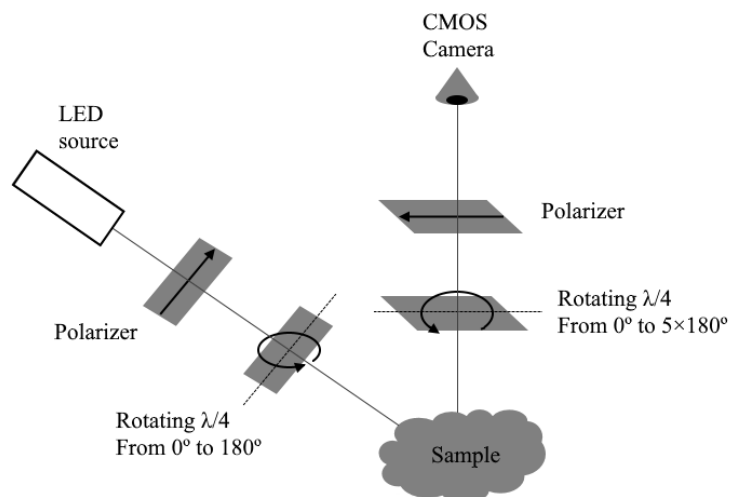 CMOS
Camera
LED
source
Polarizer
Polarizer
Rotating λ/4
From 0º to 5×180º
Rotating λ/4
From 0º to 180º
Sample